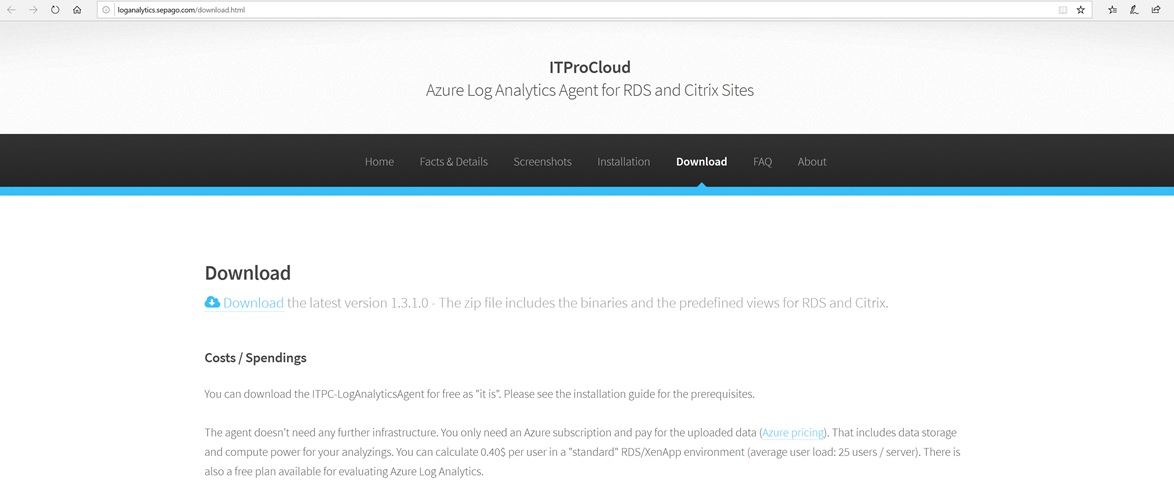 loganalytics.sepago.com/download.html
ITProCloud
Azure Log Analytics Agent for RDS and Citrix Sites
Home Facts & Details Screenshots Installation Download FAQ About
Download
Download the latest version 1.3.1.0 - The zip file includes the binaries and the predefined views for RDS and Citrix.
Costs / Spendings
You can download the ITPC-LogAnalyticsAgent for free as "it is". Please see the installation guide for the prerequisites.
The agent doesn't need any further infrastructure. You only need an Azure subscription and pay for the uploaded data (Azure pricing). That includes data storage
and compute power for your analyzings. You can calculate 0.40$ per user in a "standard" RDS/XenApp environment (average user load: 25 users / server). There is
also a free plan available for evaluating Azure Log Analytics.